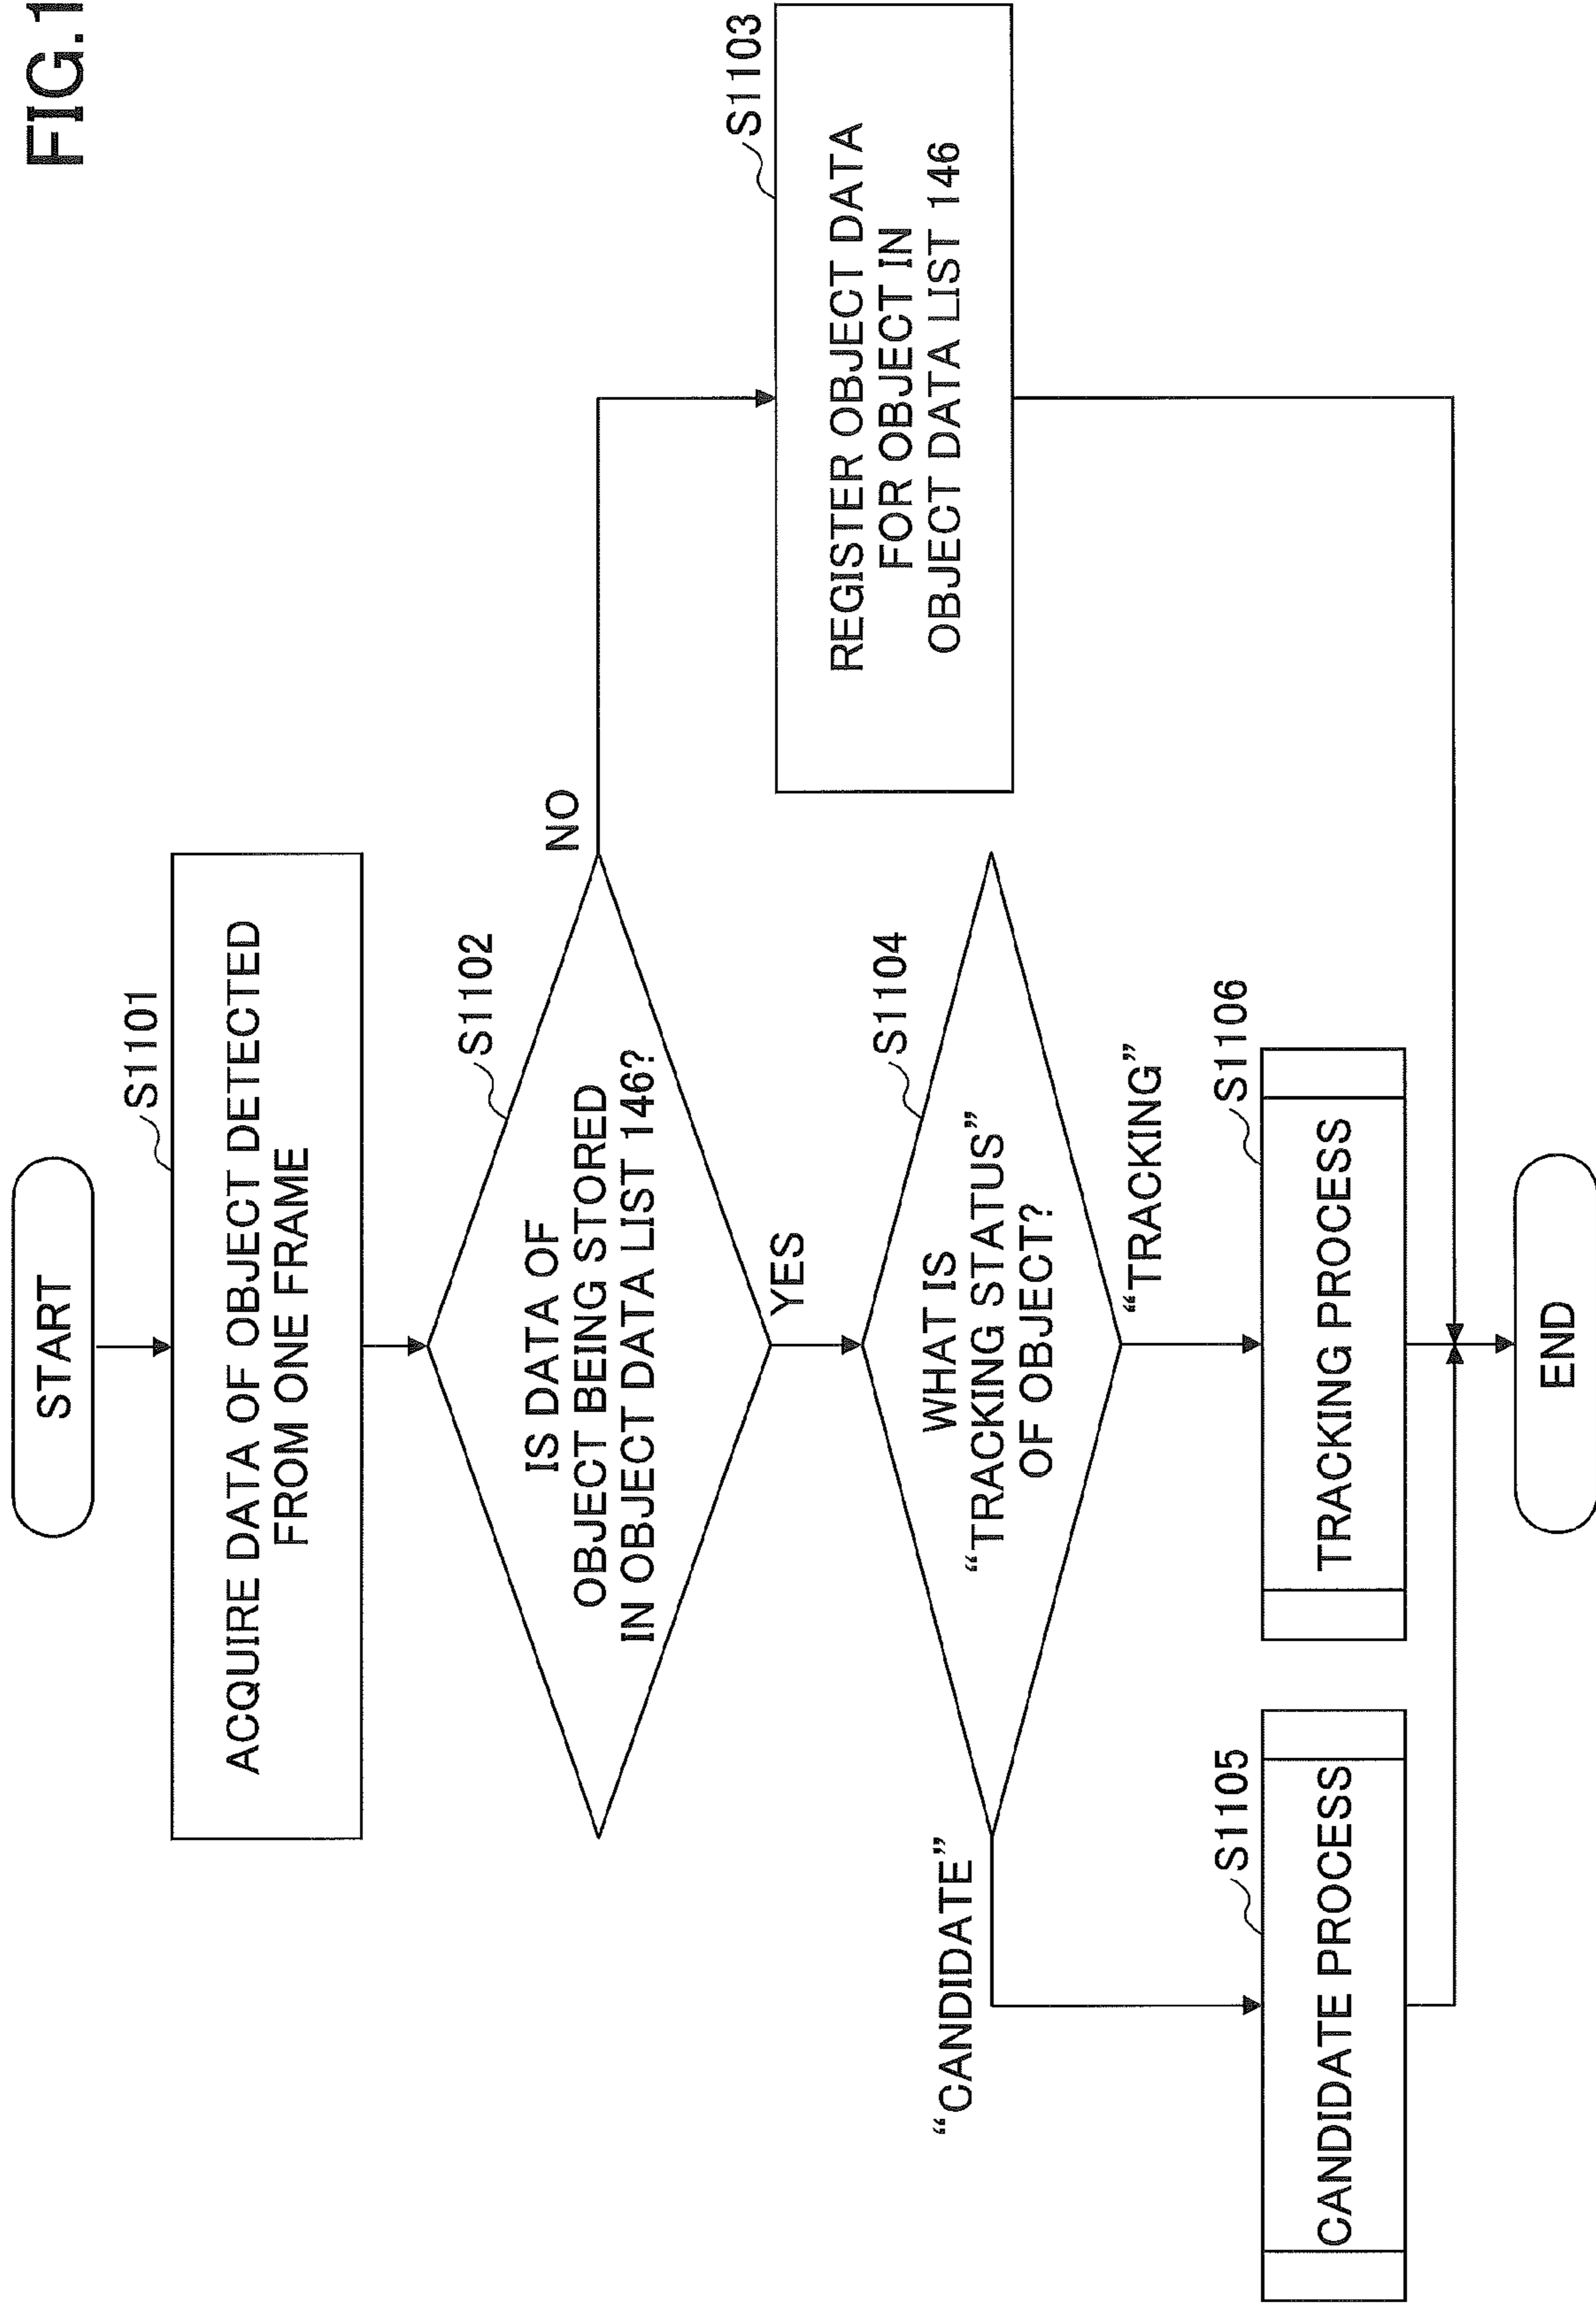 FIG.1
START
S1101
ACQUIRE DATA OF OBJECT DETECTED
FROM ONE FRAME
S1102
IS DATA OF
OBJECT BEING STORED
IN OBJECT DATA LIST 146?
NO
YES
S1103
REGISTER OBJECT DATA
FOR OBJECT IN
OBJECT DATA LIST 146
S1104
WHAT IS
“TRACKING STATUS”
OF OBJECT?
“CANDIDATE”
“TRACKING”
S1105
CANDIDATE PROCESS
S1106
TRACKING PROCESS
END